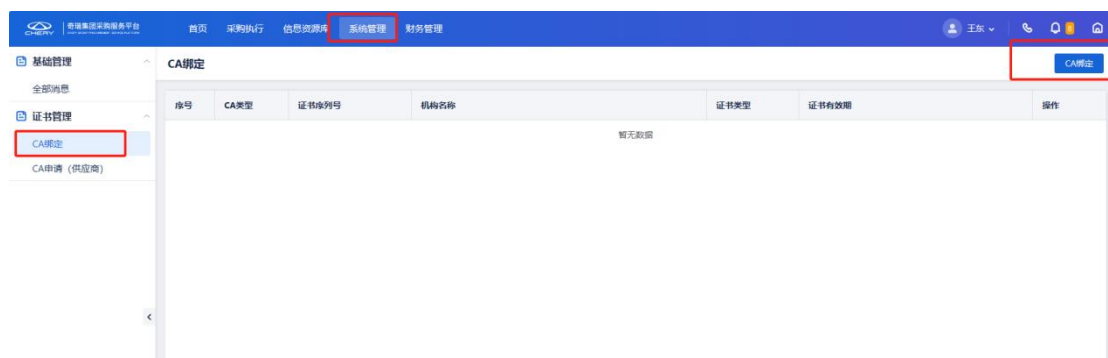 CHERY 奇瑞集团采购服务平台 首页 采购执行 信息资源库 系统管理 财务管理 王东
基础管理
全部消息
证书管理
CA绑定
CA申请（供应商）
CA绑定 CA绑定
序号 CA类型 证书序列号 机构名称 证书类型 证书有效期 操作
暂无数据